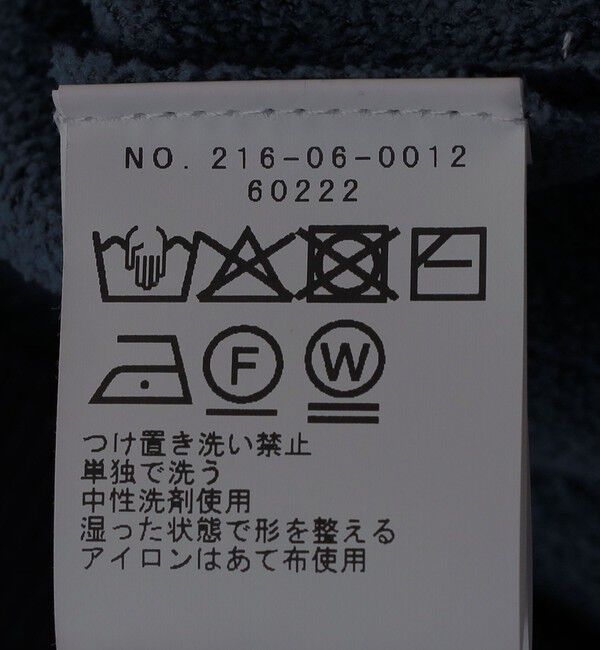 NO. 216-06-0012
60222
F W
つけ置き洗い禁止
単独で洗う
中性洗剤使用
湿った状態で形を整える
アイロンはあて布使用